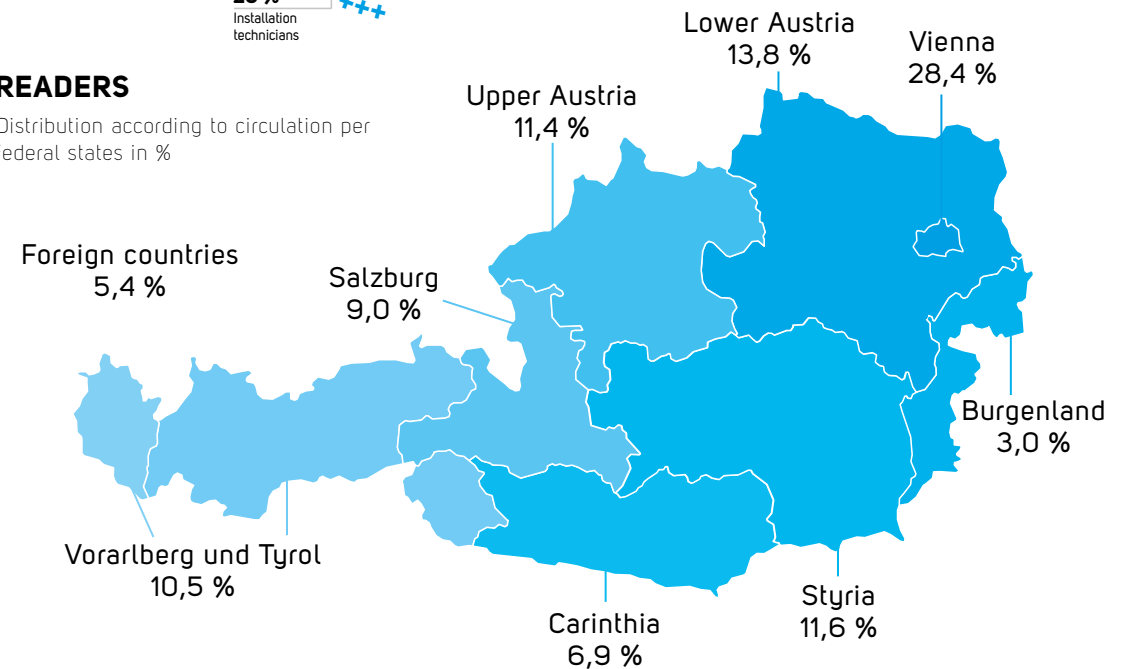 Installation
technicians
READERS
Distribution according to circulation per
federal states in %
Lower Austria
13,8 %
Vienna
28,4 %
Upper Austria
11,4 %
Foreign countries
5,4 %
Salzburg
9,0 %
Burgenland
3,0 %
Vorarlberg und Tyrol
10,5 %
Styria
11,6 %
Carinthia
6,9 %